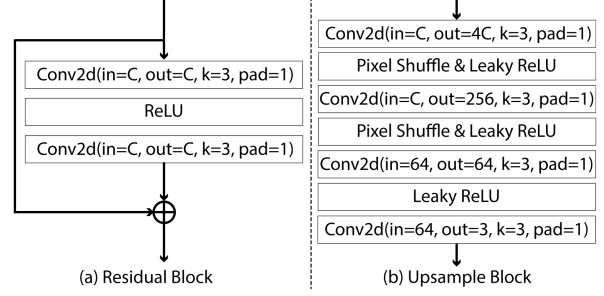 Conv2d(in=C, out=C, k=3, pad=1)
ReLU
Conv2d(in=C, out=C, k=3, pad=1)
(a) Residual Block
Conv2d(in=C, out=4C, k=3, pad=1)
Pixel Shuffle & Leaky ReLU
Conv2d(in=C, out=256, k=3, pad=1)
Pixel Shuffle & Leaky ReLU
Conv2d(in=64, out=64, k=3, pad=1)
Leaky ReLU
Conv2d(in=64, out=3, k=3, pad=1)
(b) Upsample Block